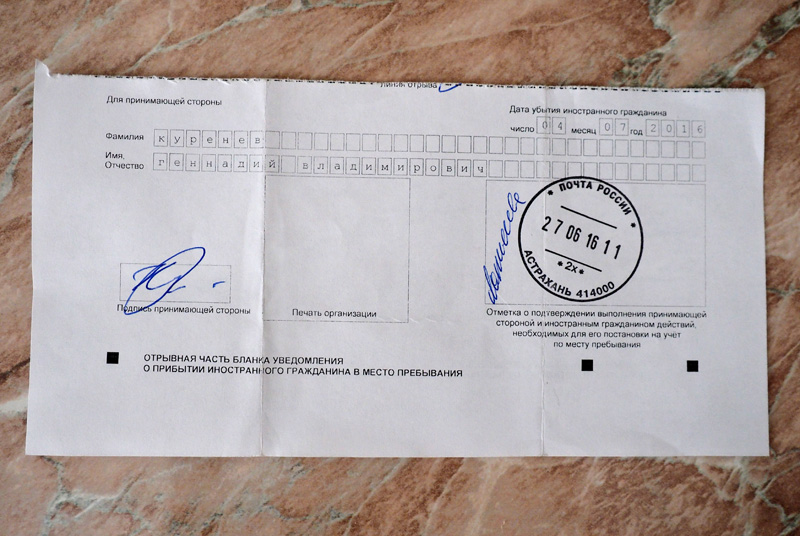 линия отрыва
Для принимающей стороны
Дата убытия иностранного гражданина
число 04 месяц 07 год 2016
Фамилия куренев
Имя,
Отчество геннадий владимирович
* ПОЧТА РОССИИ *
27 06 16 11
*2х*
АСТРАХАНЬ 414000
Подпись принимающей стороны
Печать организации
Отметка о подтверждении выполнения принимающей
стороной и иностранным гражданином действий,
необходимых для его постановки на учёт
по месту пребывания
ОТРЫВНАЯ ЧАСТЬ БЛАНКА УВЕДОМЛЕНИЯ
О ПРИБЫТИИ ИНОСТРАННОГО ГРАЖДАНИНА В МЕСТО ПРЕБЫВАНИЯ